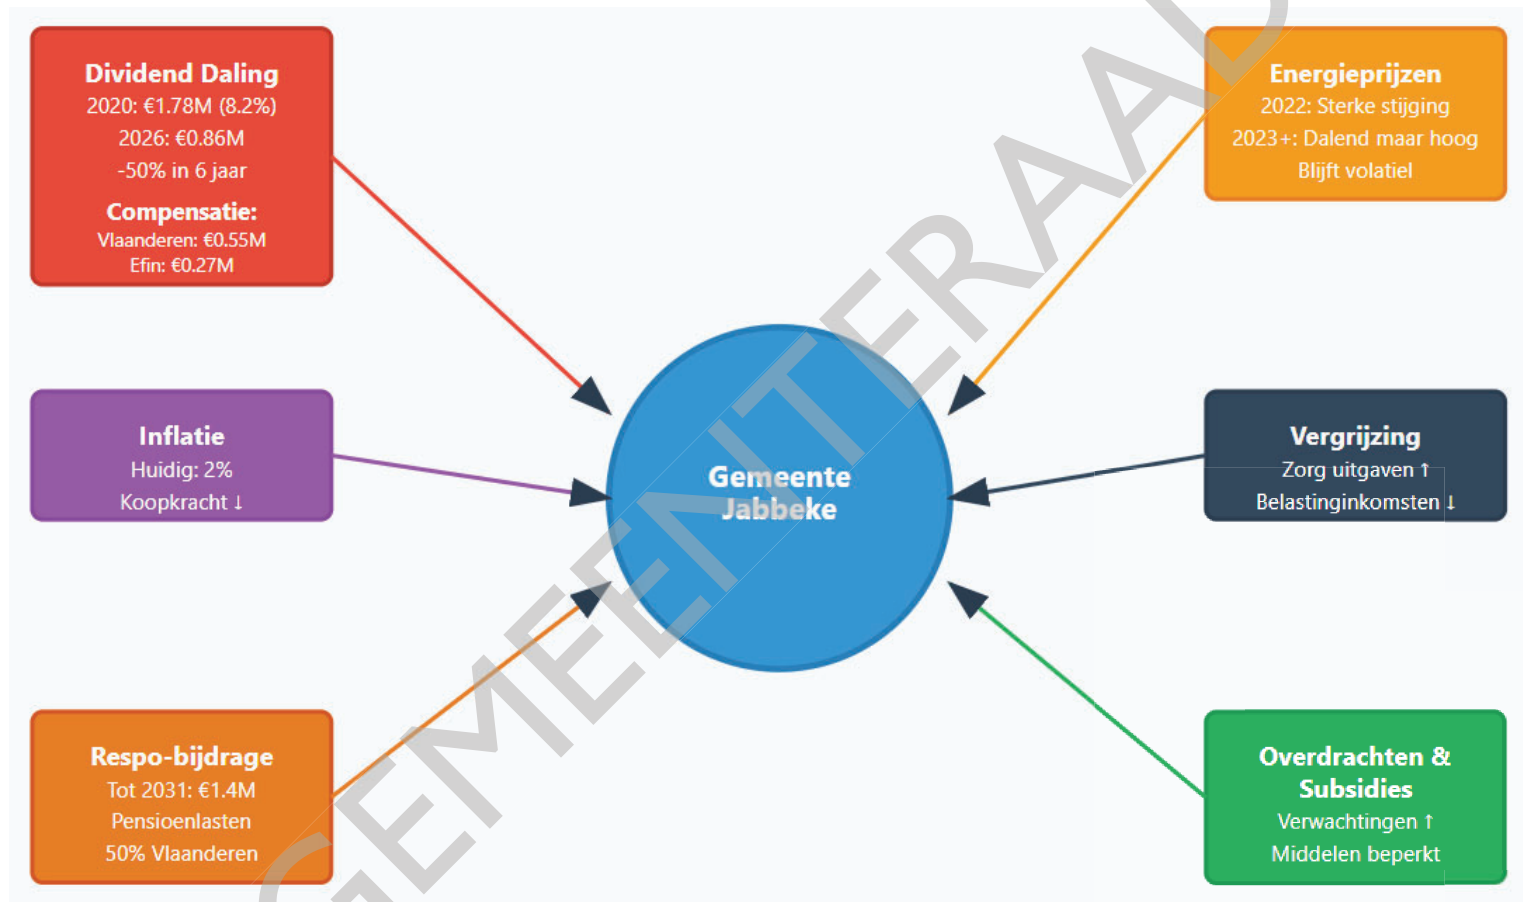 Dividend Daling
2020: €1.78M (8.2%)
2026: €0.86M
-50% in 6 jaar
Compensatie:
Vlaanderen: €0.55M
Efin: €0.27M
Energieprijzen
2022: Sterke stijging
2023+: Dalend maar hoog
Blijft volatiel
Inflatie
Huidig: 2%
Koopkracht ↓
Gemeente
Jabbeke
Vergrijzing
Zorg uitgaven ↑
Belastinginkomsten ↓
Respo-bijdrage
Tot 2031: €1.4M
Pensioenlasten
50% Vlaanderen
Overdrachten &
Subsidies
Verwachtingen ↑
Middelen beperkt
GEMEENTERAAD